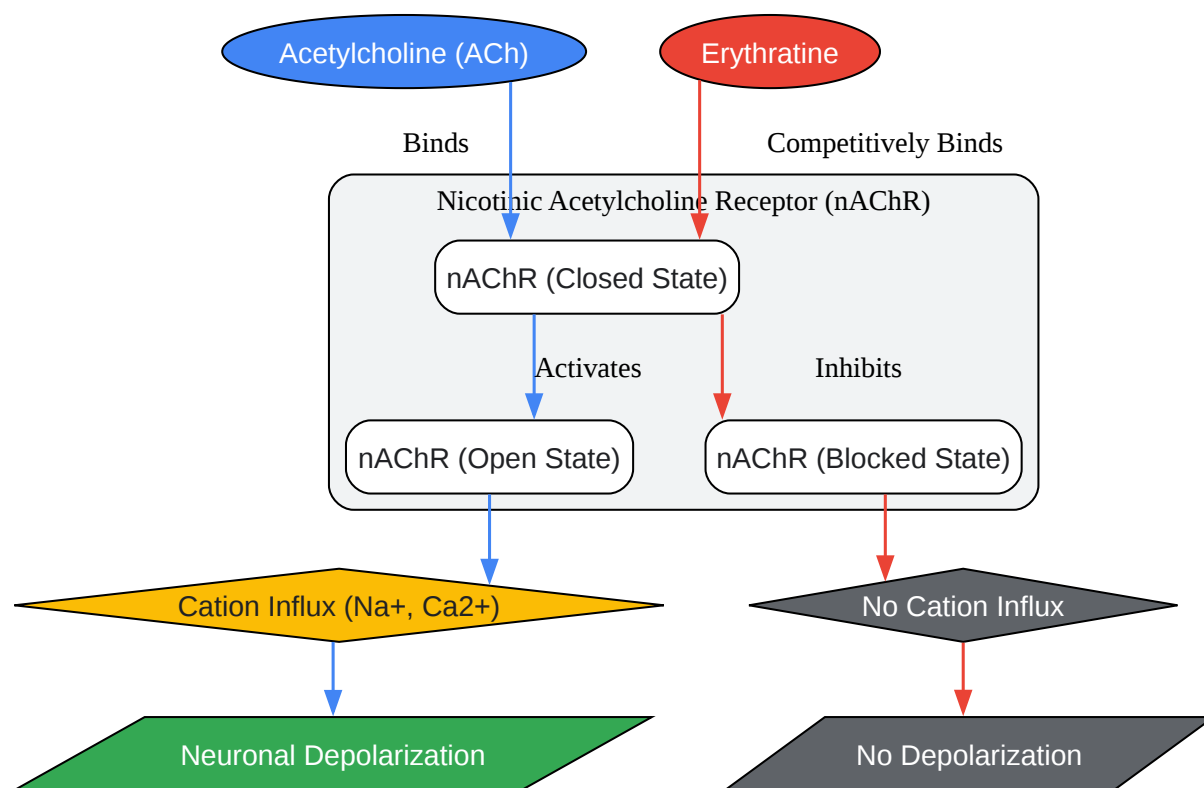 Acetylcholine (ACh)
Erythratine
Binds
Competitively Binds
Nicotinic Acetylcholine Receptor (nAChR)
nAChR (Closed State)
Activates
Inhibits
nAChR (Open State)
nAChR (Blocked State)
Cation Influx (Na+, Ca2+)
No Cation Influx
Neuronal Depolarization
No Depolarization